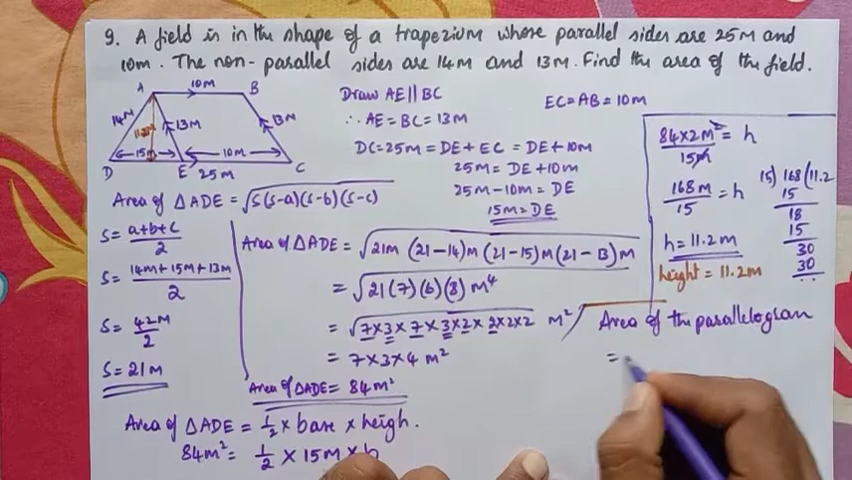 9. A field is in the shape of a trapezium whose parallel sides are 25m and
10m. The non-parallel sides are 14m and 13m. Find the area of the field.
A 10m B
14m 11.2m 13m 13m
15m 10m
D E 25m C
Draw AE||BC
∴ AE = BC = 13m
EC = AB = 10m
DC = 25m = DE + EC = DE + 10m
25m = DE + 10m
25m - 10m = DE
15m = DE
Area of ΔADE = √s(s-a)(s-b)(s-c)
s = a+b+c/2
s = 14m+15m+13m/2
s = 42m/2
s = 21m
Area of ΔADE = √21m (21-14)m (21-15)m (21-13)m
= √21(7)(6)(8) m⁴
= √7×3×7×3×2×2×2×2 m²
= 7×3×4 m²
Area of ΔADE = 84m²
Area of ΔADE = 1/2 × base × heigh.
84m² = 1/2 × 15m × h
84×2m²/15m = h
168m/15 = h
h = 11.2m
height = 11.2m
15) 168 (11.2
15
18
15
30
30
Area of the parallelogram
=